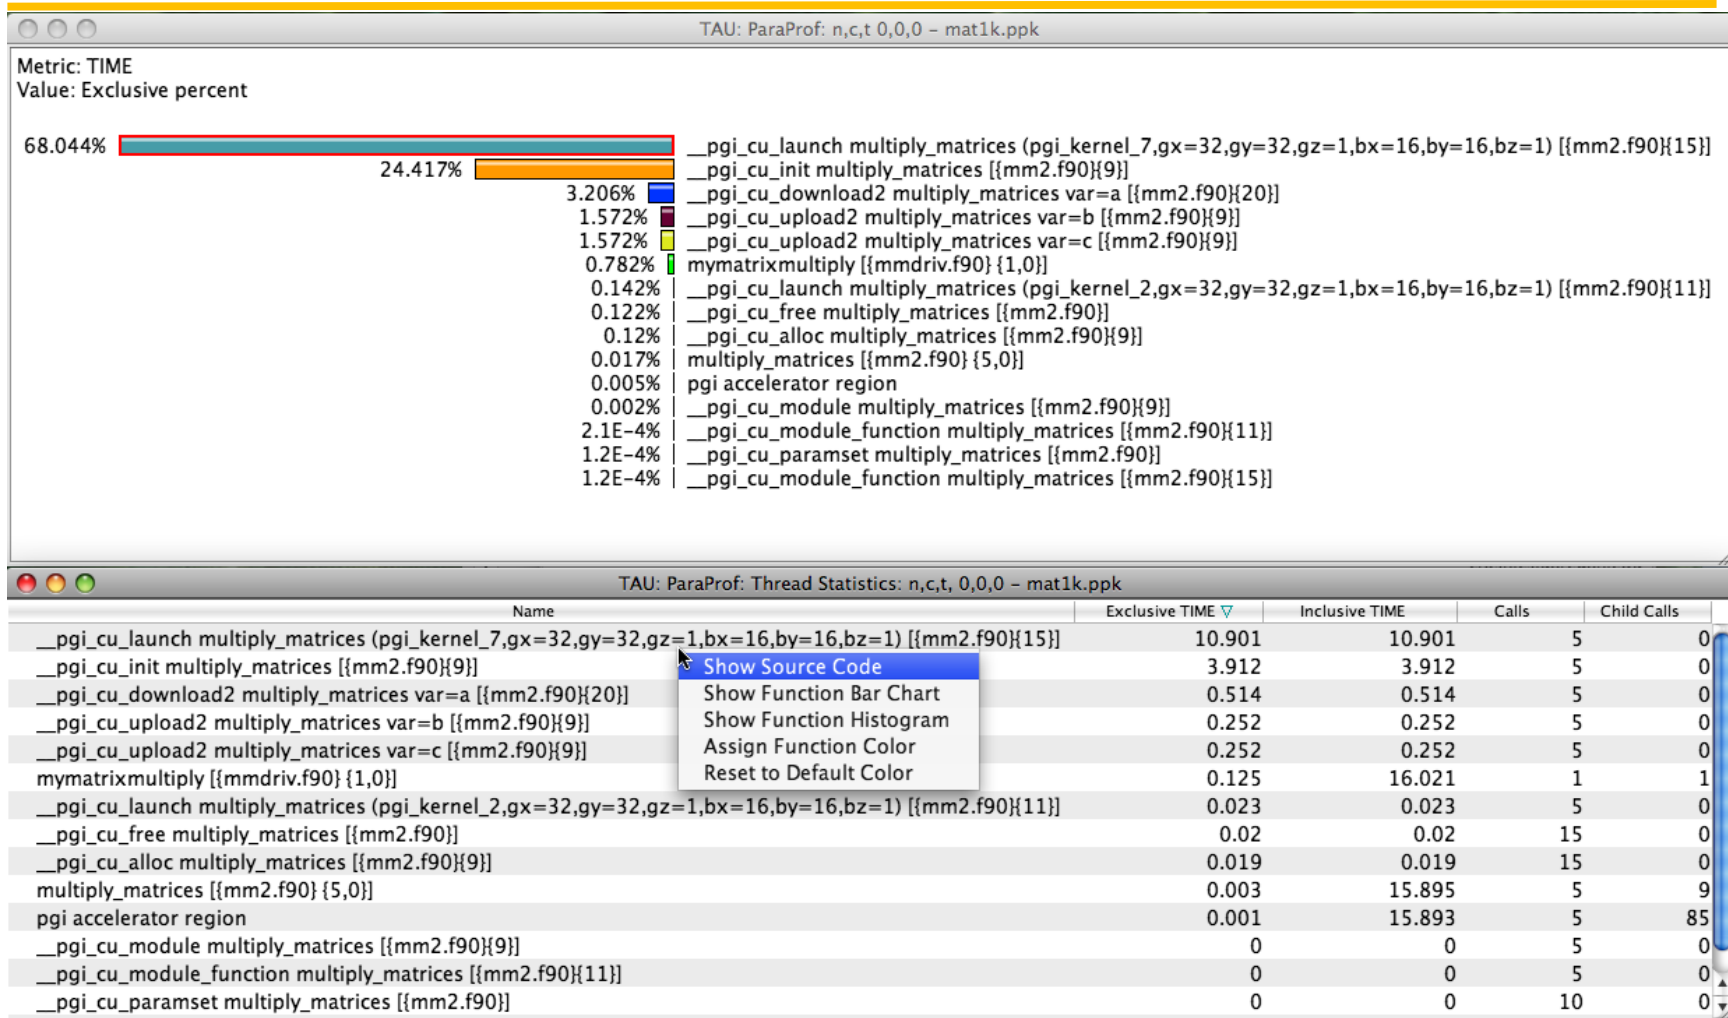 TAU: ParaProf: n,c,t 0,0,0 – mat1k.ppk
Metric: TIME
Value: Exclusive percent
68.044% __pgi_cu_launch multiply_matrices (pgi_kernel_7,gx=32,gy=32,gz=1,bx=16,by=16,bz=1) [{mm2.f90}{15}]
24.417% __pgi_cu_init multiply_matrices [{mm2.f90}{9}]
3.206% __pgi_cu_download2 multiply_matrices var=a [{mm2.f90}{20}]
1.572% __pgi_cu_upload2 multiply_matrices var=b [{mm2.f90}{9}]
1.572% __pgi_cu_upload2 multiply_matrices var=c [{mm2.f90}{9}]
0.782% mymatrixmultiply [{mmdriv.f90} {1,0}]
0.142% __pgi_cu_launch multiply_matrices (pgi_kernel_2,gx=32,gy=32,gz=1,bx=16,by=16,bz=1) [{mm2.f90}{11}]
0.122% __pgi_cu_free multiply_matrices [{mm2.f90}]
0.12% __pgi_cu_alloc multiply_matrices [{mm2.f90}{9}]
0.017% multiply_matrices [{mm2.f90} {5,0}]
0.005% pgi accelerator region
0.002% __pgi_cu_module multiply_matrices [{mm2.f90}{9}]
2.1E-4% __pgi_cu_module_function multiply_matrices [{mm2.f90}{11}]
1.2E-4% __pgi_cu_paramset multiply_matrices [{mm2.f90}]
1.2E-4% __pgi_cu_module_function multiply_matrices [{mm2.f90}{15}]
TAU: ParaProf: Thread Statistics: n,c,t, 0,0,0 – mat1k.ppk
Name Exclusive TIME Inclusive TIME Calls Child Calls
__pgi_cu_launch multiply_matrices (pgi_kernel_7,gx=32,gy=32,gz=1,bx=16,by=16,bz=1) [{mm2.f90}{15}] 10.901 10.901 5 0
__pgi_cu_init multiply_matrices [{mm2.f90}{9}] 3.912 3.912 5 0
__pgi_cu_download2 multiply_matrices var=a [{mm2.f90}{20}] 0.514 0.514 5 0
__pgi_cu_upload2 multiply_matrices var=b [{mm2.f90}{9}] 0.252 0.252 5 0
__pgi_cu_upload2 multiply_matrices var=c [{mm2.f90}{9}] 0.252 0.252 5 0
mymatrixmultiply [{mmdriv.f90} {1,0}] 0.125 16.021 1 1
__pgi_cu_launch multiply_matrices (pgi_kernel_2,gx=32,gy=32,gz=1,bx=16,by=16,bz=1) [{mm2.f90}{11}] 0.023 0.023 5 0
__pgi_cu_free multiply_matrices [{mm2.f90}] 0.02 0.02 15 0
__pgi_cu_alloc multiply_matrices [{mm2.f90}{9}] 0.019 0.019 15 0
multiply_matrices [{mm2.f90} {5,0}] 0.003 15.895 5 9
pgi accelerator region 0.001 15.893 5 85
__pgi_cu_module multiply_matrices [{mm2.f90}{9}] 0 0 5 0
__pgi_cu_module_function multiply_matrices [{mm2.f90}{11}] 0 0 5 0
__pgi_cu_paramset multiply_matrices [{mm2.f90}] 0 0 10 0
Show Source Code
Show Function Bar Chart
Show Function Histogram
Assign Function Color
Reset to Default Color